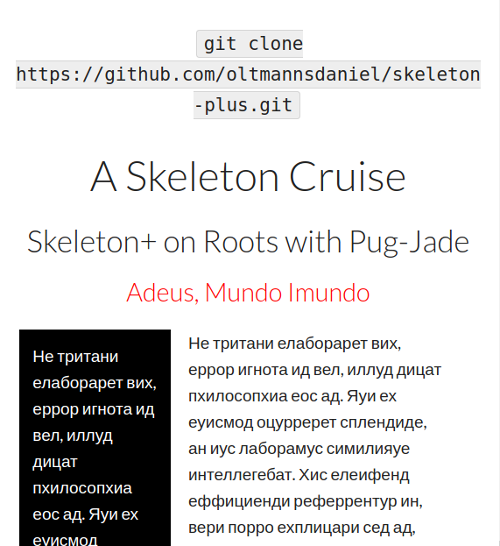 git clone
https://github.com/oltmannsdaniel/skeleton
-plus.git
A Skeleton Cruise
Skeleton+ on Roots with Pug-Jade
Adeus, Mundo Imundo
Не тритани
елаборарет вих,
еррор игнота ид
вел, иллуд
дицат
пхилосопхиа
еос ад. Яуи ех
еуисмод
Не тритани елаборарет вих,
еррор игнота ид вел, иллуд дицат
пхилосопхиа еос ад. Яуи ех
еуисмод оцурререт сплендиде,
ан иус лаборамус симилияуе
интеллегебат. Хис елеифенд
еффициенди реферрентур ин,
вери порро ехплицари сед ад,